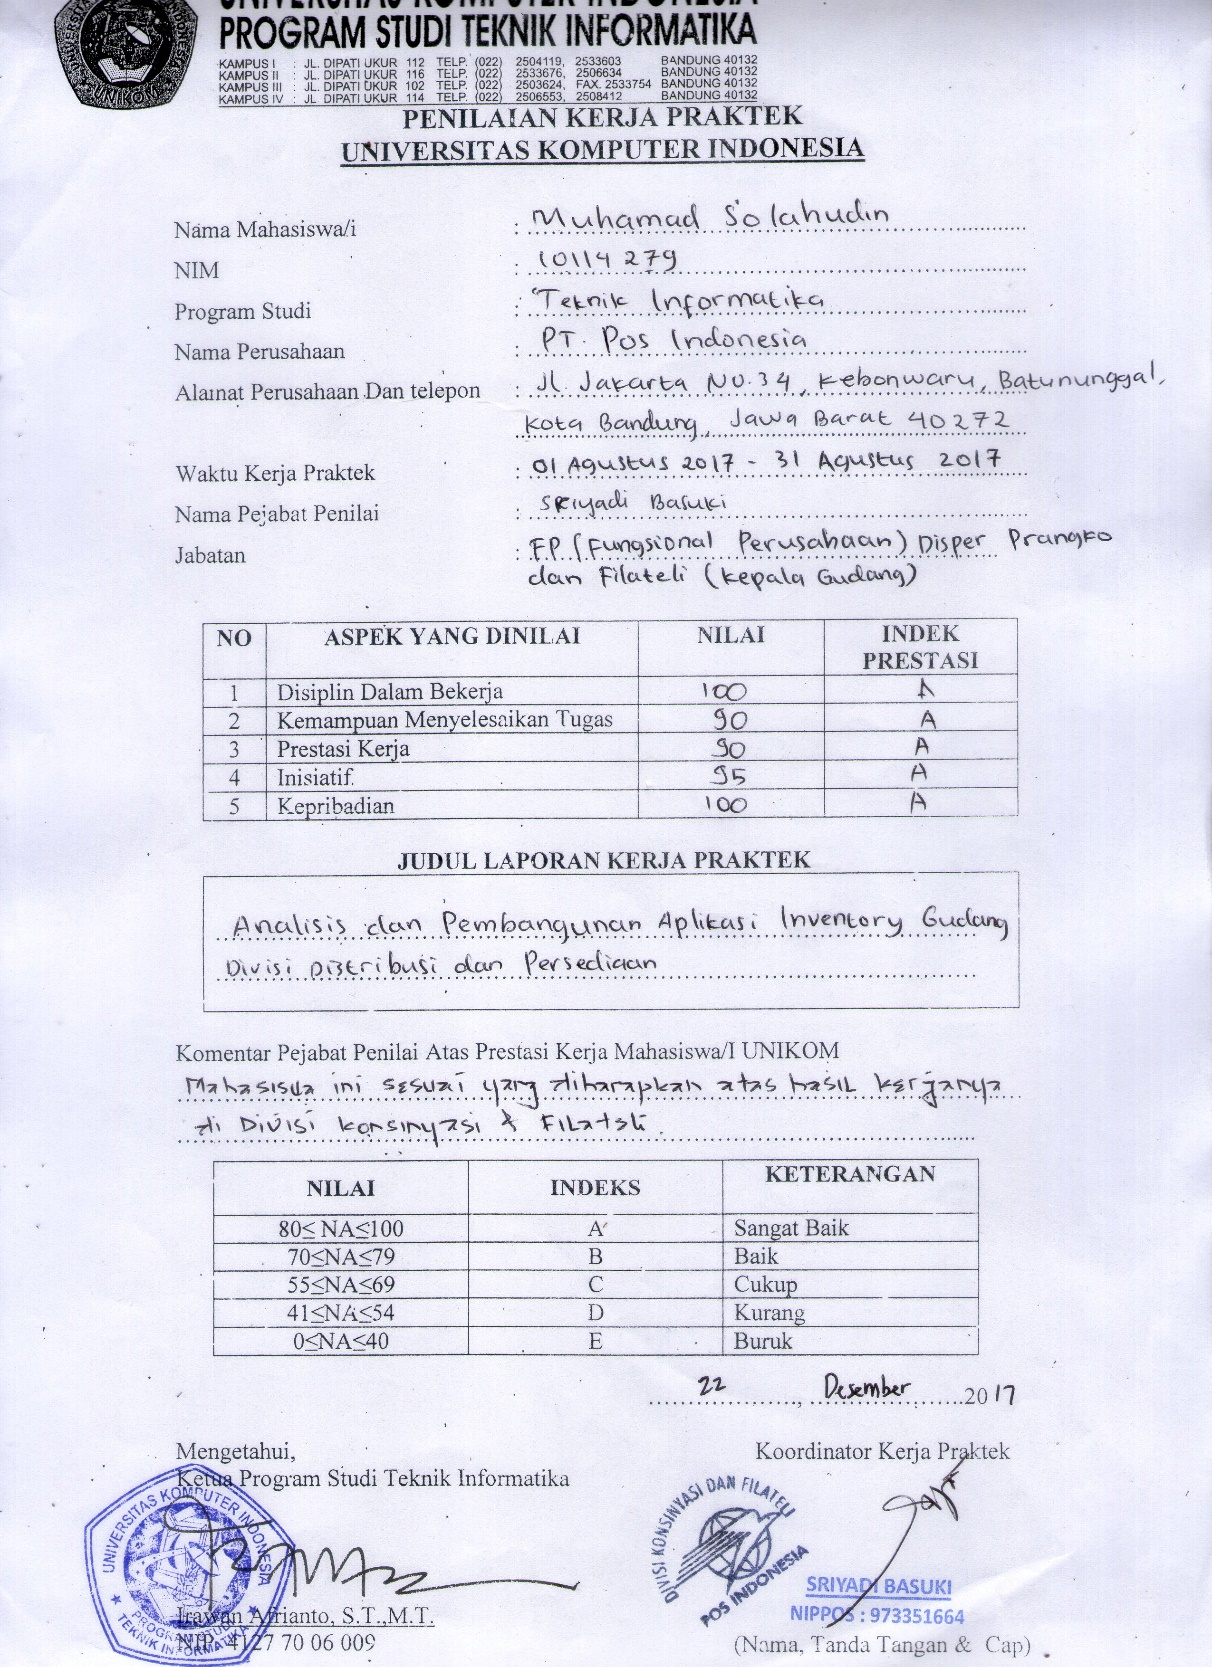 UNIVERSITAS KOMPUTER INDONESIA
PROGRAM STUDI TEKNIK INFORMATIKA
KAMPUS I : JL. DIPATI UKUR 112 TELP. (022) 2504119, 2533603 BANDUNG 40132
KAMPUS II : JL. DIPATI UKUR 116 TELP. (022) 2533676, 2506634 BANDUNG 40132
KAMPUS III : JL. DIPATI UKUR 102 TELP. (022) 2503624, FAX. 2533754 BANDUNG 40132
KAMPUS IV : JL. DIPATI UKUR 114 TELP. (022) 2506553, 2508412 BANDUNG 40132
UNIKOM
PENILAIAN KERJA PRAKTEK
UNIVERSITAS KOMPUTER INDONESIA
Nama Mahasiswa/i : Muhamad Solahudin
NIM : 10114279
Program Studi : Teknik Informatika
Nama Perusahaan : PT. Pos Indonesia
Alamat Perusahaan Dan telepon : Jl. Jakarta No.34, Kebonwaru, Batununggal,
Kota Bandung, Jawa Barat 40272
Waktu Kerja Praktek : 01 Agustus 2017 - 31 Agustus 2017
Nama Pejabat Penilai : Sriyadi Basuki
Jabatan : FP (Fungsional Perusahaan) Disper Prangko
dan Filateli (Kepala Gudang)
NO ASPEK YANG DINILAI NILAI INDEK PRESTASI
1 Disiplin Dalam Bekerja 100 A
2 Kemampuan Menyelesaikan Tugas 90 A
3 Prestasi Kerja 90 A
4 Inisiatif 95 A
5 Kepribadian 100 A
JUDUL LAPORAN KERJA PRAKTEK
Analisis dan Pembangunan Aplikasi Inventory Gudang
Divisi Distribusi dan Persediaan
Komentar Pejabat Penilai Atas Prestasi Kerja Mahasiswa/I UNIKOM
Mahasiswa ini sesuai yang diharapkan atas hasil kerjanya
di Divisi Konsinyasi & Filateli.
NILAI INDEKS KETERANGAN
80≤ NA≤100 A Sangat Baik
70≤NA≤79 B Baik
55≤NA≤69 C Cukup
41≤NA≤54 D Kurang
0≤NA≤40 E Buruk
22, Desember 2017
Mengetahui, Koordinator Kerja Praktek
Ketua Program Studi Teknik Informatika
UNIVERSITAS KOMPUTER INDONESIA
PROGRAM STUDI
TEKNIK INFORMATIKA
DIVISI KONSINYASI DAN FILATELI
POS INDONESIA
SRIYADI BASUKI
NIPPOS : 973351664
Irawan Afrianto, S.T.,M.T.
NIP. 4127 70 06 009
(Nama, Tanda Tangan & Cap)